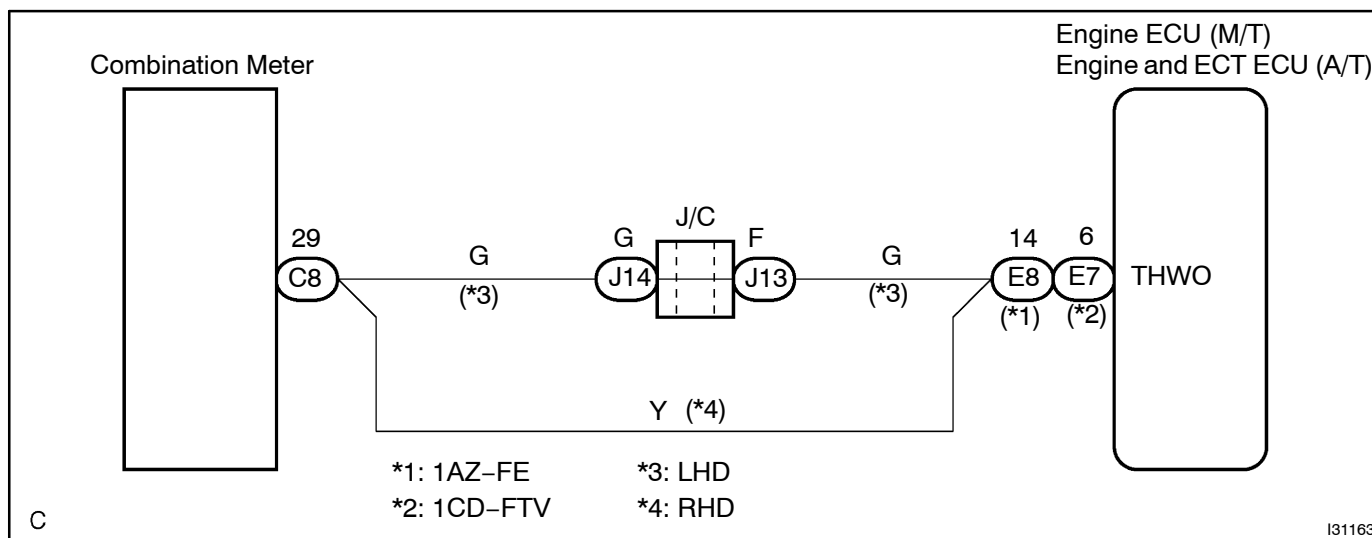 Engine ECU (M/T)
Combination Meter
Engine and ECT ECU (A/T)
J/C
29
G
G
F
G
14
6
C8
J14
J13
E8
E7
THWO
(*3)
(*3)
(*1)
(*2)
Y (*4)
*1: 1AZ−FE
*3: LHD
*2: 1CD−FTV
*4: RHD
C
I31163